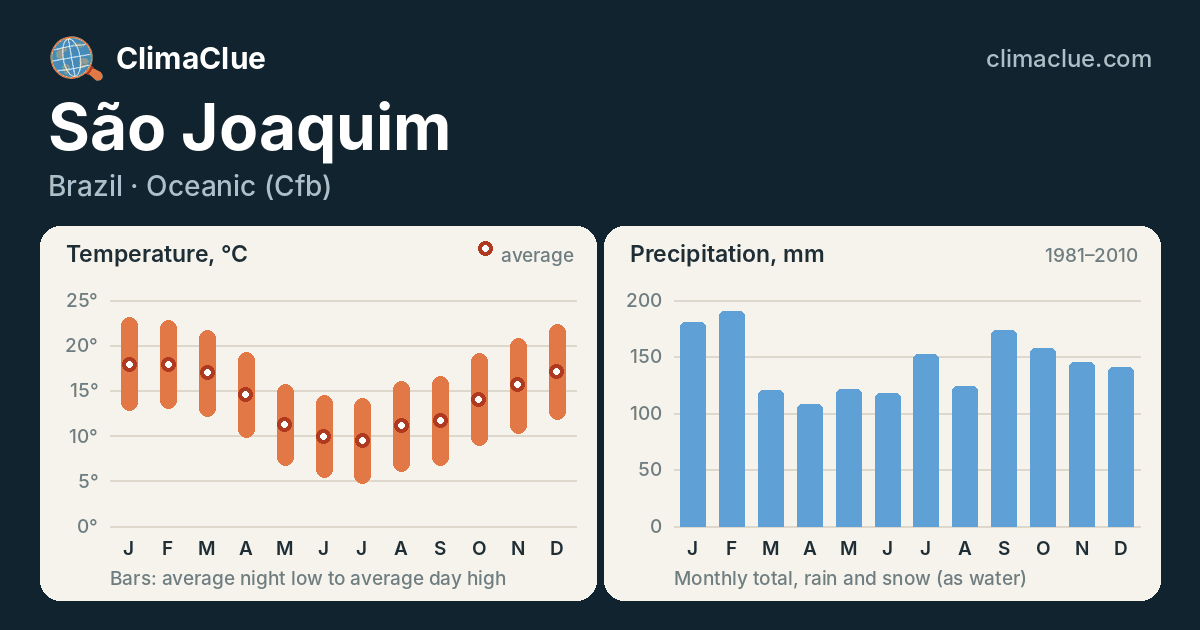 ClimaClue
climaclue.com
São Joaquim
Brazil · Oceanic (Cfb)
Temperature, °C
average
25°
20°
15°
10°
5°
0°
J F M A M J J A S O N D
Bars: average night low to average day high
Precipitation, mm
1981–2010
200
150
100
50
0
J F M A M J J A S O N D
Monthly total, rain and snow (as water)